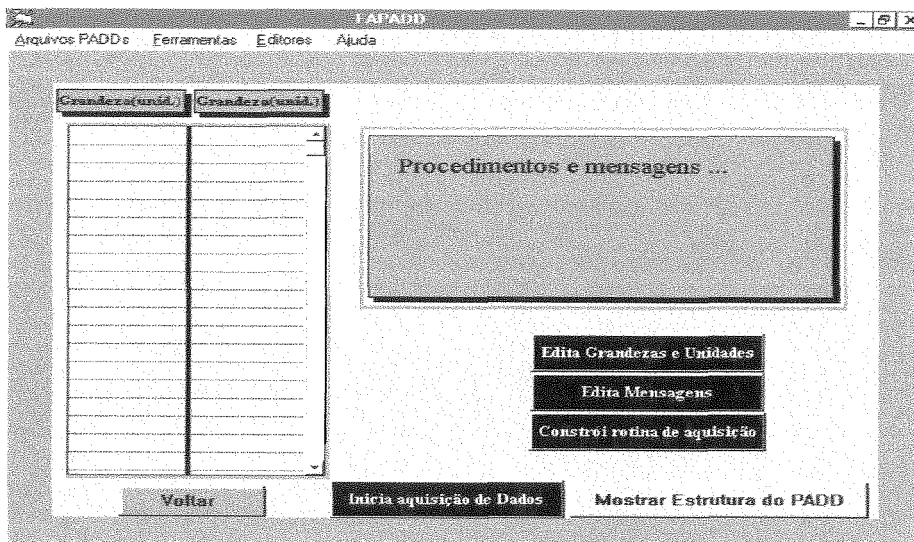 FAPADD
Arquivos PADDs Ferramentas Editores Ajuda
Grandeza(unid.) Grandeza(unid.)
Procedimentos e mensagens ...
Edita Grandezas e Unidades
Edita Mensagens
Constroi rotina de aquisição
Voltar
Inicia aquisição de Dados
Mostrar Estrutura do PADD